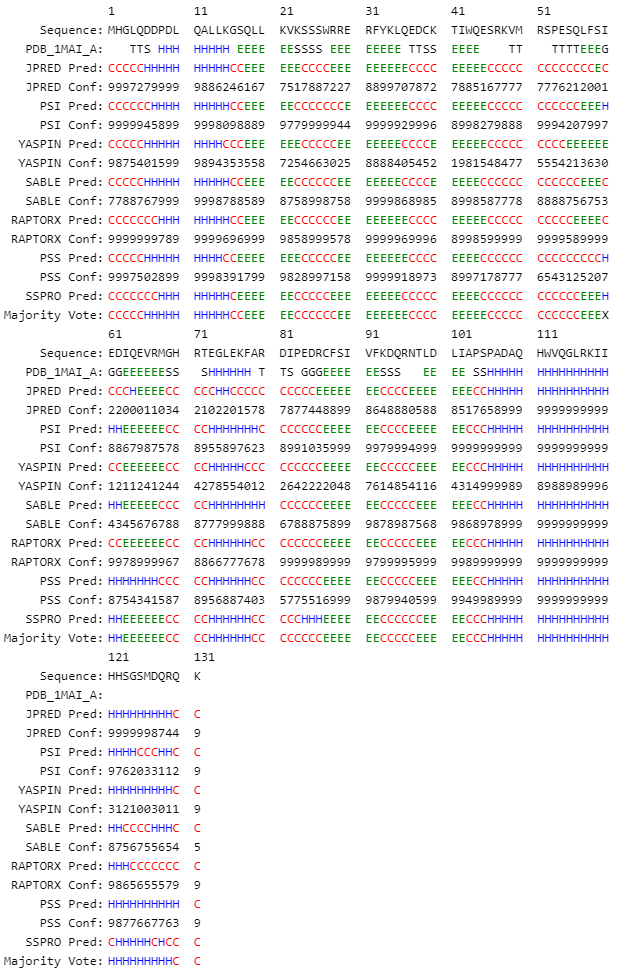 1 11 21 31 41 51
Sequence: MHGLQDDPDL QALLKGSQLL KVKSSSWRRE RFYKLQEDCK TIWQESRKVM RSPESQLFSI
PDB_1MAI_A: TTS HHH HHHHH EEEE EESSSS EEE EEEEE TTSS EEEE TT TTTTEEEG
JPRED Pred: CCCCCHHHHH HHHHHCCEEE EEECCCCEEE EEEEEECCCC EEEEECCCCC CCCCCCCCEC
JPRED Conf: 9997279999 9886246167 7517887227 8899707872 7885167777 7776212001
PSI Pred: CCCCCCHHHH HHHHHCCEEE EECCCCCCCE EEEEEECCCC EEEEECCCCC CCCCCCEEEH
PSI Conf: 9999945899 9998098889 9779999944 9999929996 8998279888 9994207997
YASPIN Pred: CCCCCHHHHH HHHHCCCEEE EEECCCCCEE EEEEECCCCE EEEEECCCCC CCCCEEEEEE
YASPIN Conf: 9875401599 9894353558 7254663025 8888405452 1981548477 5554213630
SABLE Pred: CCCCCHHHHH HHHHHCCEEE EECCCCCCEE EEEEECCCCE EEEECCCCCC CCCCCCEEEC
SABLE Conf: 7788767999 9998788589 8758998758 9999868985 8998587778 8888756753
RAPTORX Pred: CCCCCCCHHH HHHHHCCEEE EECCCCCCEE EEEEEECCCC EEEEECCCCC CCCCCEEEEC
RAPTORX Conf: 9999999789 9999696999 9858999578 9999969996 8998599999 9999589999
PSS Pred: CCCCCHHHHH HHHHCCEEEE EEECCCCCEE EEEEEECCCC EEEECCCCCC CCCCCCCCCH
PSS Conf: 9997502899 9998391799 9828997158 9999918973 8997178777 6543125207
SSPRO Pred: CCCCCCCHHH HHHHHCEEEE EECCCCCEEE EEEEECCCCC EEEECCCCCC CCCCCCEEEH
Majority Vote: CCCCCHHHHH HHHHHCCEEE EECCCCCCEE EEEEEECCCC EEEECCCCCC CCCCCCEEEX
61 71 81 91 101 111
Sequence: EDIQEVRMGH RTEGLEKFAR DIPEDRCFSI VFKDQRNTLD LIAPSPADAQ HWVQGLRKII
PDB_1MAI_A: GGEEEEEESS SHHHHHH T TS GGGEEEE EESSS EE EE SSHHHHH HHHHHHHHHH
JPRED Pred: CCCHEEEECC CCCHHCCCCC CCCCCCEEEE EECCCCEEEE EEECCHHHHH HHHHHHHHHH
JPRED Conf: 2200011034 2102201578 7877448899 8648880588 8517658999 9999999999
PSI Pred: HHEEEEEECC CCHHHHHHHC CCCCCCEEEE EECCCCEEEE EECCCHHHHH HHHHHHHHHH
PSI Conf: 8867987578 8955897623 8991035999 9979994999 9999998999 9999999999
YASPIN Pred: CCEEEEEECC CCHHHHHCCC CCCCCCEEEE EECCCCCEEE EECCCHHHHH HHHHHHHHHH
YASPIN Conf: 1211241244 4278554012 2642222048 7614854116 4314999989 8988989996
SABLE Pred: HHEEEEECCC CCHHHHHHHH CCCCCCEEEE EECCCCCEEE EEECCHHHHH HHHHHHHHHH
SABLE Conf: 4345676788 8777999888 6788875899 9878987568 9868978999 9999999999
RAPTORX Pred: CCEEEEEECC CCHHHHHHCC CCCCCCEEEE EECCCCCEEE EECCCHHHHH HHHHHHHHHH
RAPTORX Conf: 9978999967 8866777678 9999989999 9799995999 9989999999 9999999999
PSS Pred: HHHHHHHCCC CCHHHHHHCC CCCCCCEEEE EECCCCCEEE EEECCHHHHH HHHHHHHHHH
PSS Conf: 8754341587 8956887403 5775516999 9879940599 9949989999 9999999999
SSPRO Pred: HHEEEEEECC CCHHHHHHCC CCCHHHEEEE EECCCCCCEE EECCCHHHHH HHHHHHHHHH
Majority Vote: HHEEEEEECC CCHHHHHHCC CCCCCCEEEE EECCCCCEEE EECCCHHHHH HHHHHHHHHH
121 131
Sequence: HHSGSMDQRQ K
PDB_1MAI_A:
JPRED Pred: HHHHHHHHHC C
JPRED Conf: 9999998744 9
PSI Pred: HHHHCCCHHC C
PSI Conf: 9762033112 9
YASPIN Pred: HHHHHHHHHC C
YASPIN Conf: 3121003011 9
SABLE Pred: HHCCCCHHHC C
SABLE Conf: 8756755654 5
RAPTORX Pred: HHHCCCCCCC C
RAPTORX Conf: 9865655579 9
PSS Pred: HHHHHHHHHH C
PSS Conf: 9877667763 9
SSPRO Pred: CHHHHHCHCC C
Majority Vote: HHHHHHHHHC C